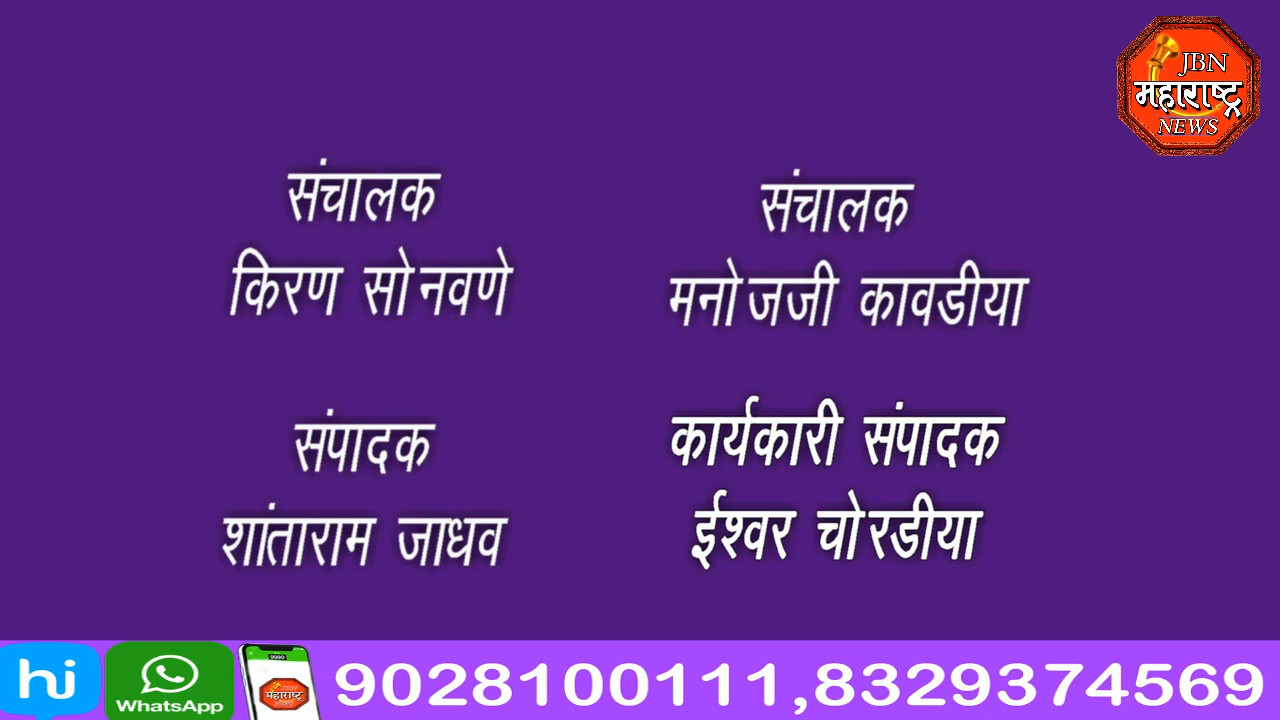 JBN
महाराष्ट्र
NEWS
संचालक
किरण सोनवणे
संचालक
मनोजजी कावडीया
संपादक
शांताराम जाधव
कार्यकारी संपादक
ईश्वर चोरडीया
hi
WhatsApp
महाराष्ट्र
9028100111,8329374569